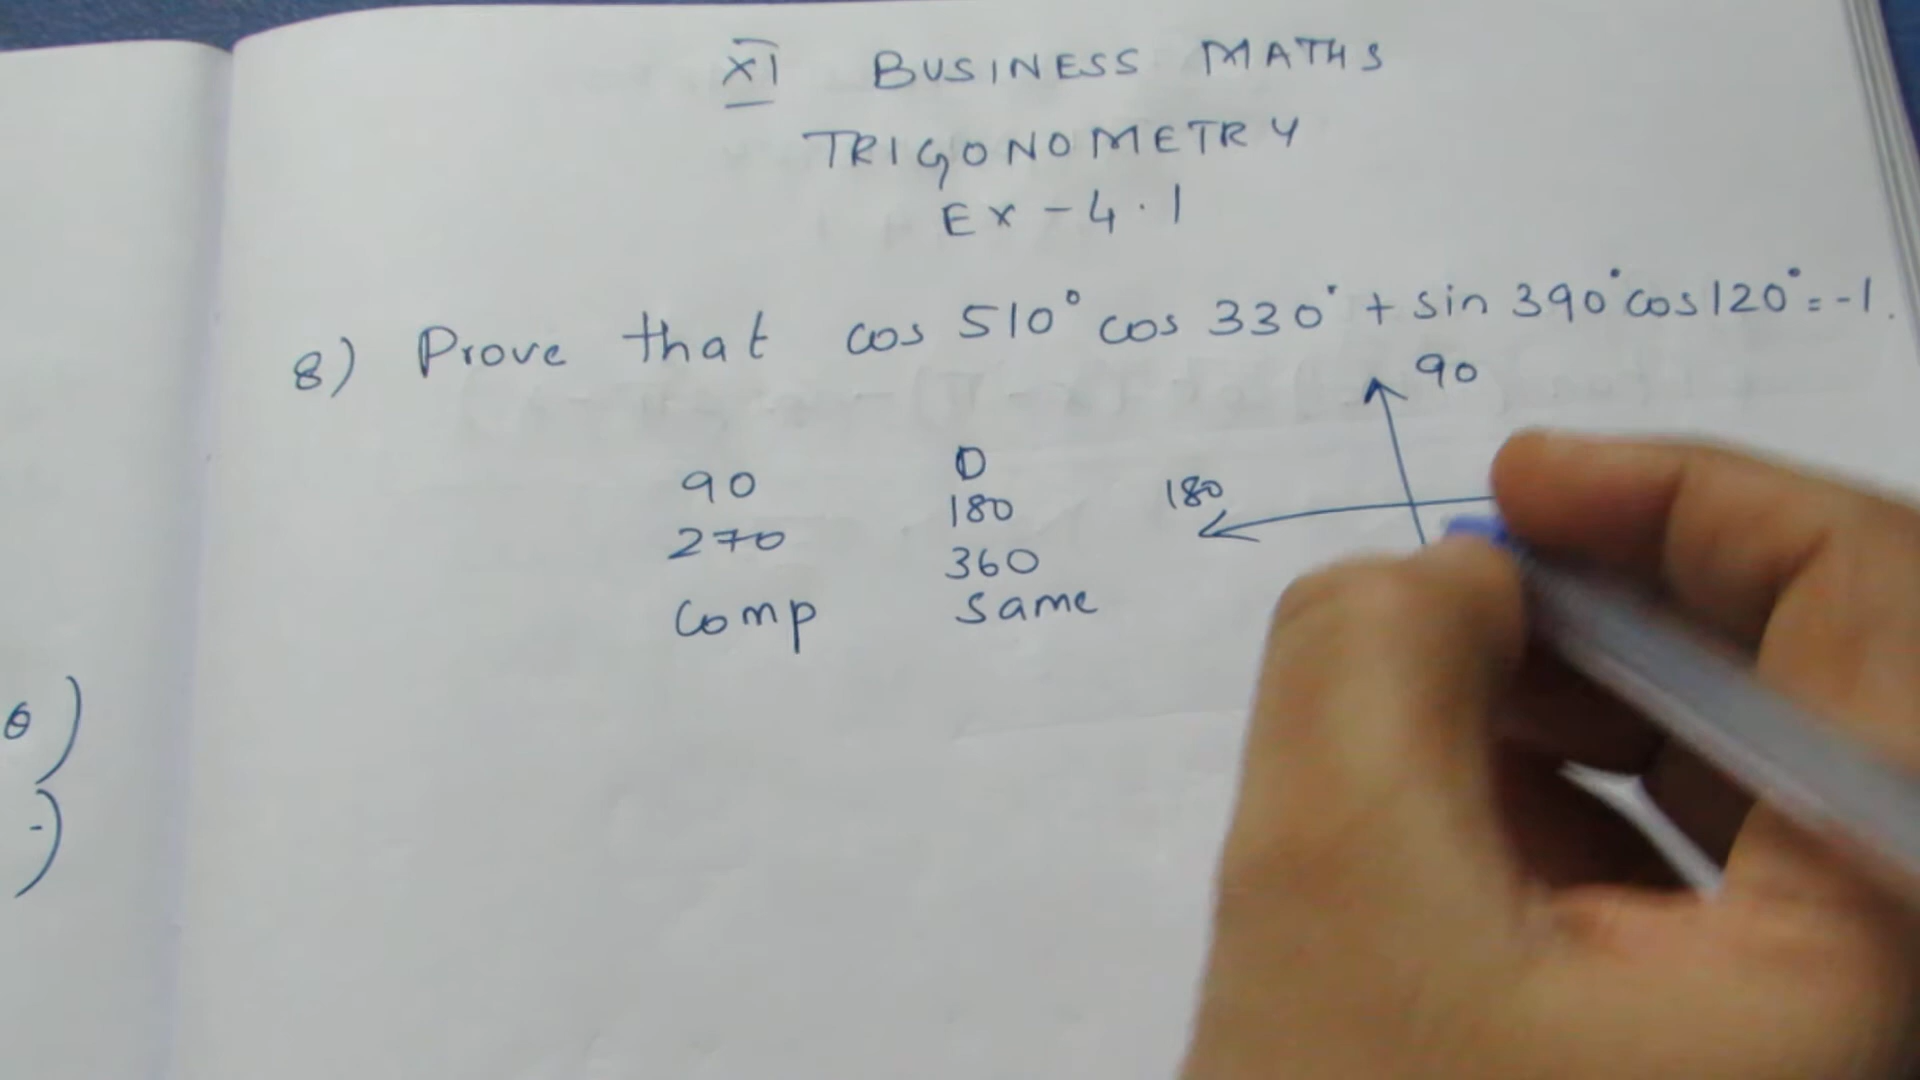 XI BUSINESS MATHS
TRIGONOMETRY
Ex - 4.1
8) Prove that cos 510° cos 330° + sin 390° cos 120° = -1.
90
90 0
180
270 180
360
comp same
θ)
-)